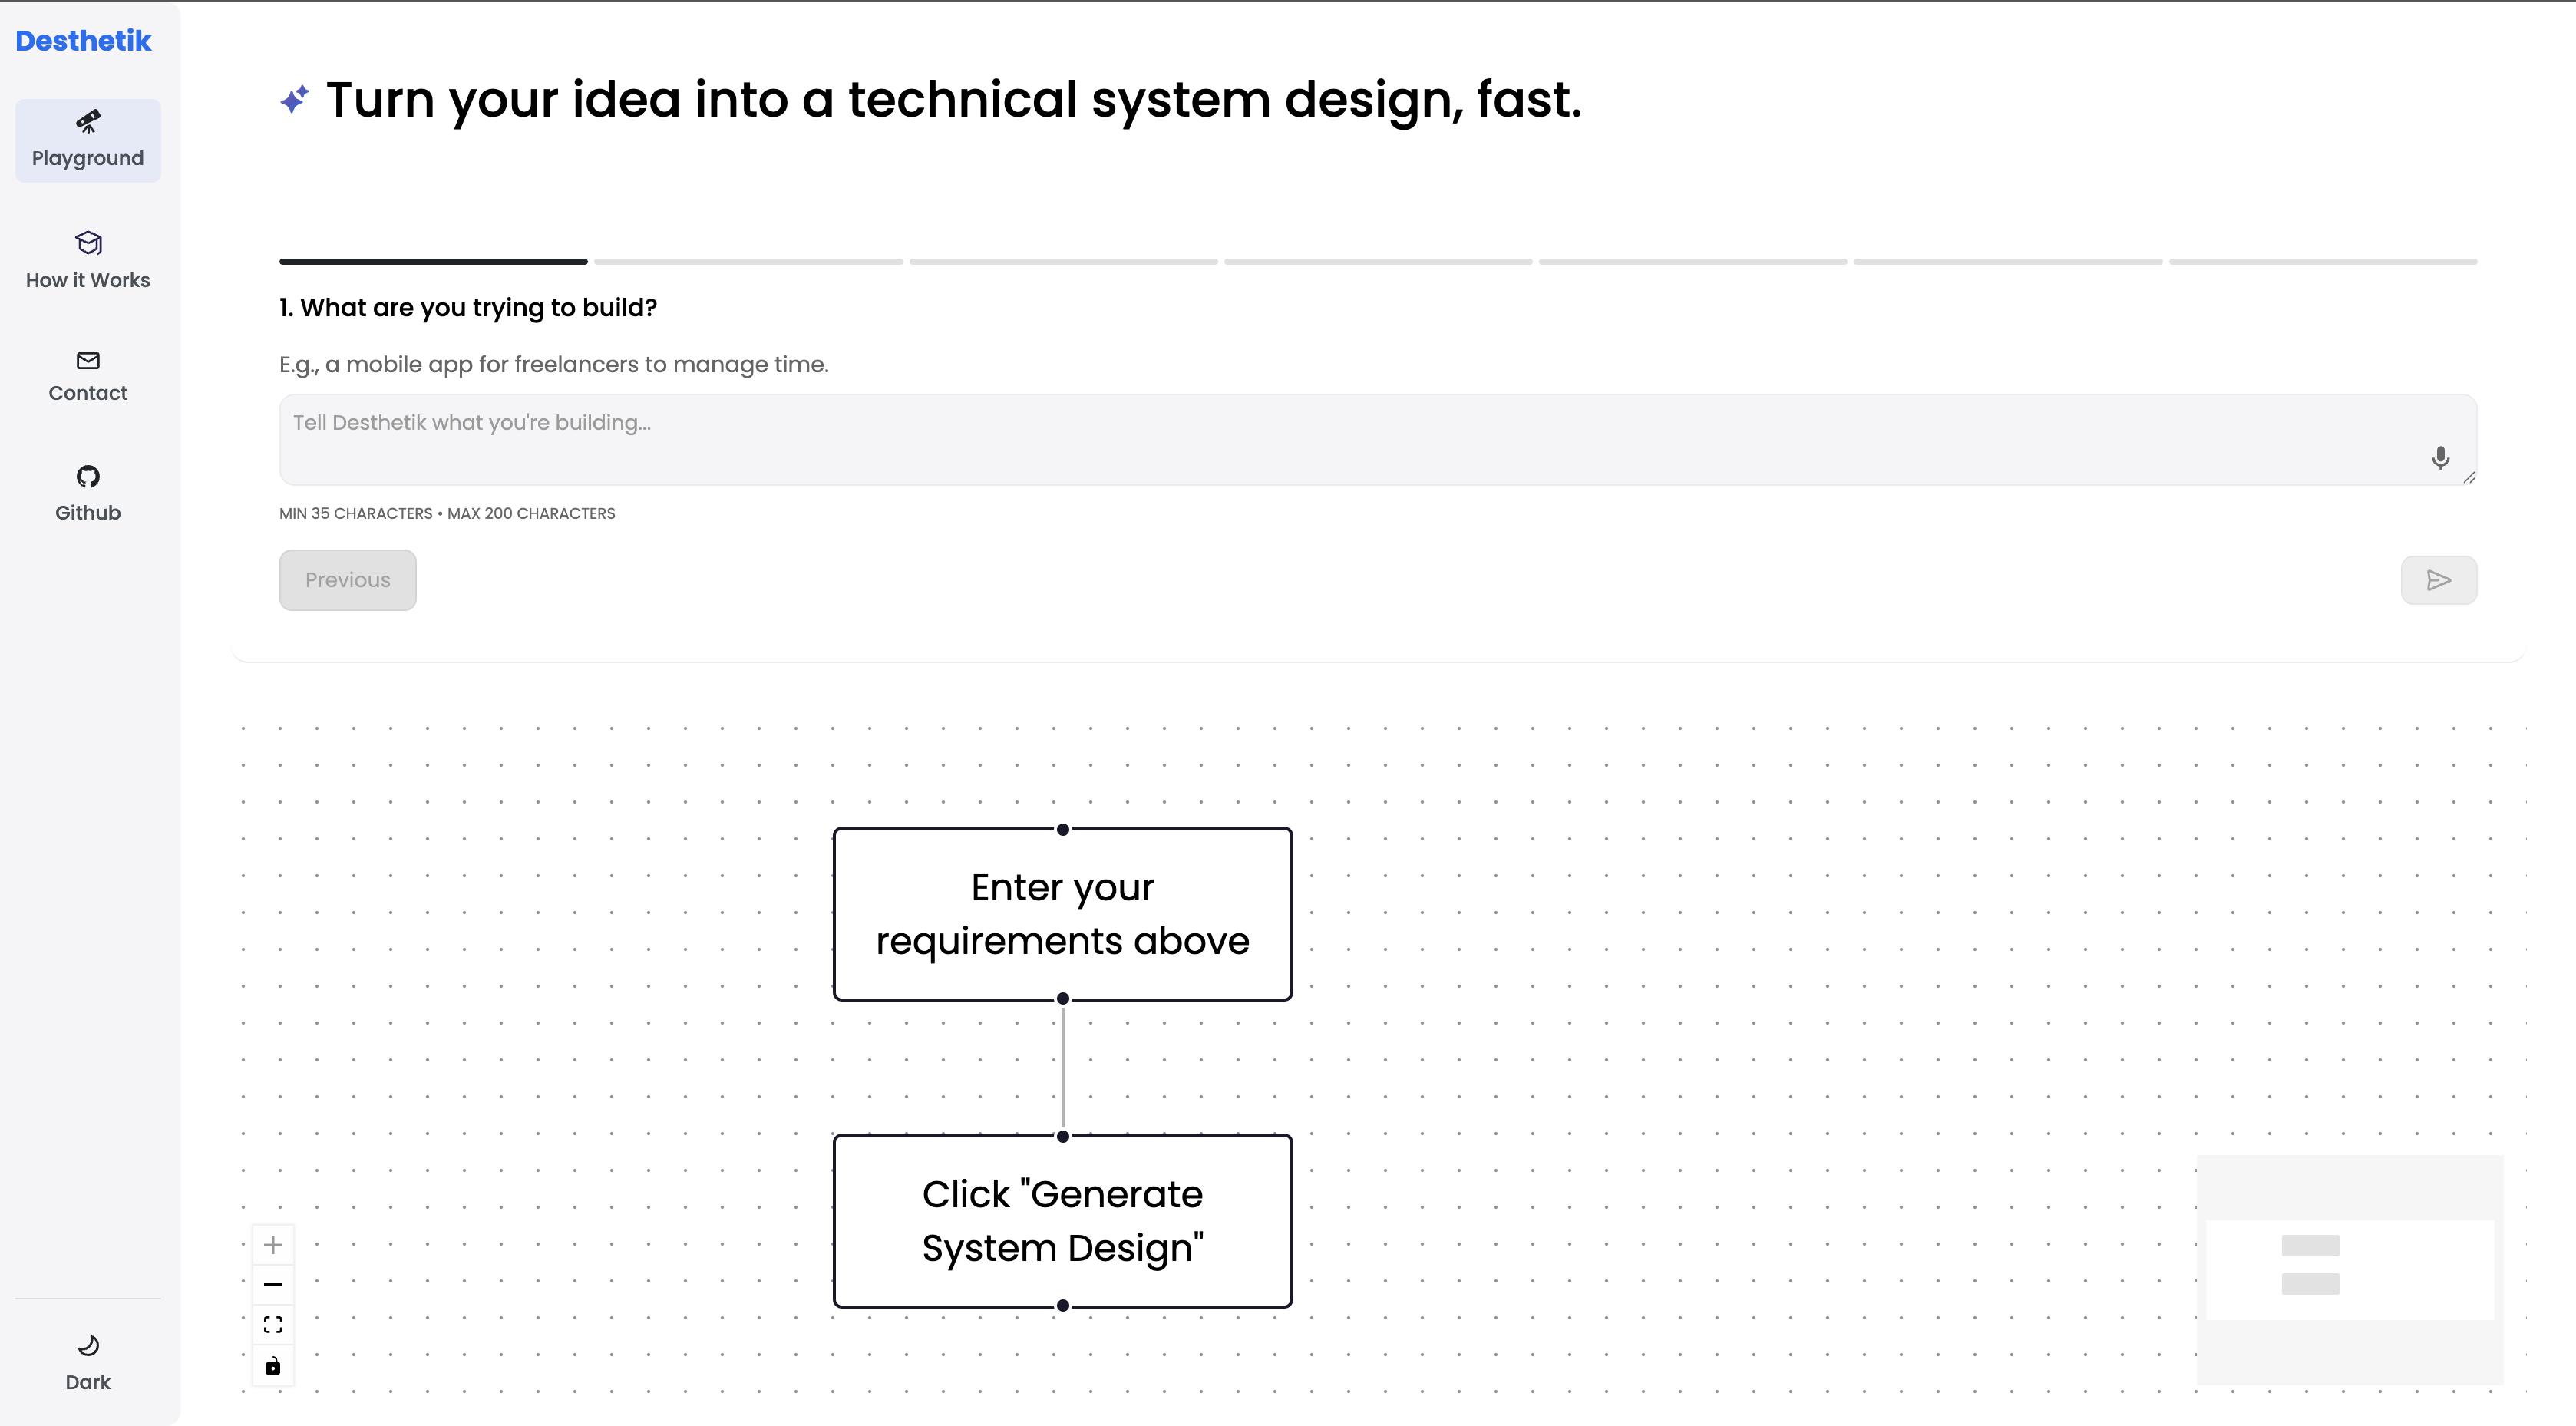 Desthetik
Playground
How it Works
Contact
Github
Dark
Turn your idea into a technical system design, fast.
1. What are you trying to build?
E.g., a mobile app for freelancers to manage time.
Tell Desthetik what you're building...
MIN 35 CHARACTERS • MAX 200 CHARACTERS
Previous
Enter your
requirements above
Click "Generate
System Design"